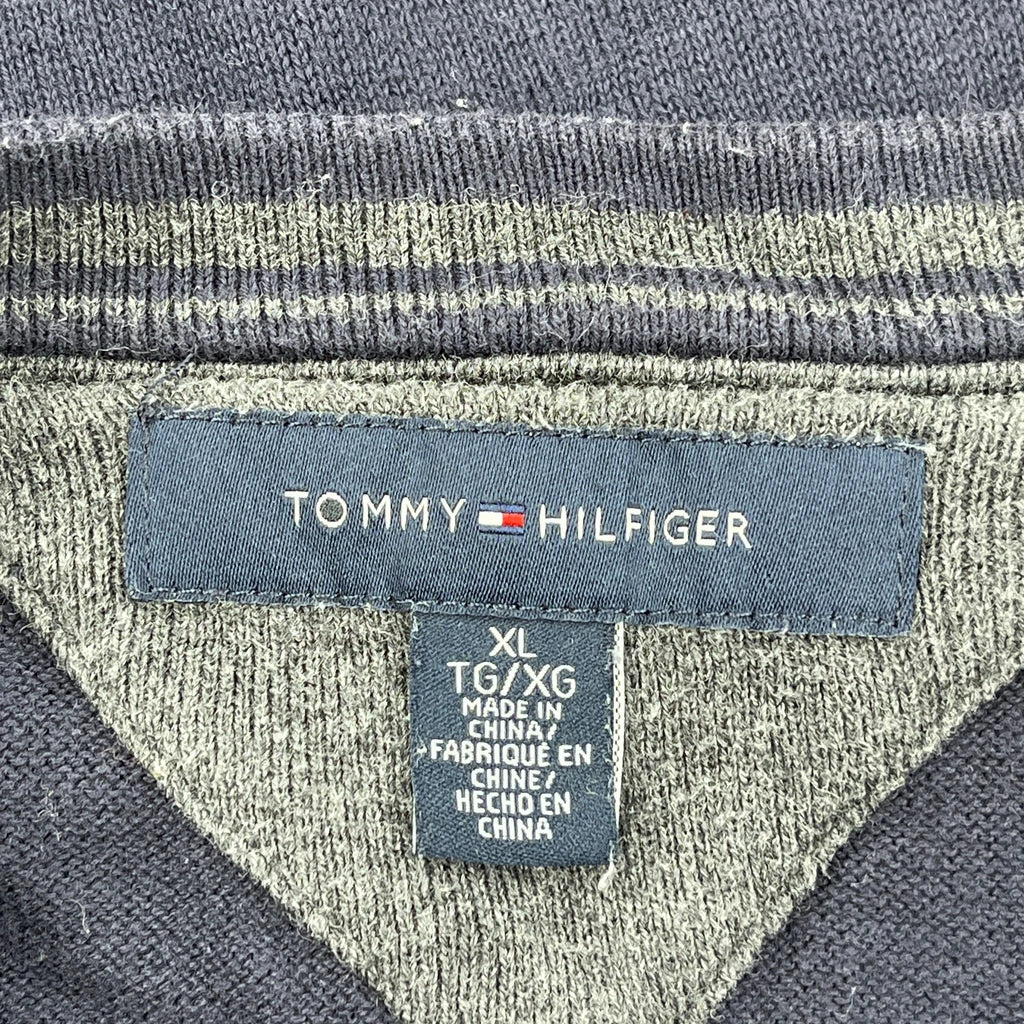 TOMMY HILFIGER
XL
TG/XG
MADE IN
CHINA/
FABRIQUÉ EN
CHINE/
HECHO EN
CHINA